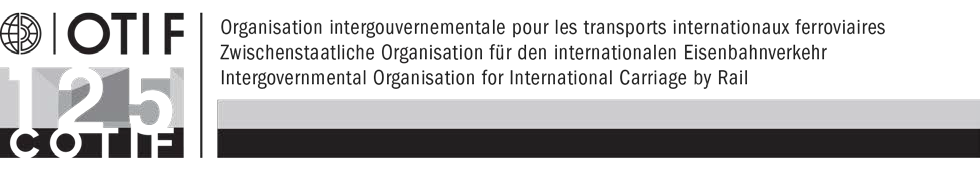 OTIF
125
COTIF
Organisation intergouvernementale pour les transports internationaux ferroviaires
Zwischenstaatliche Organisation für den internationalen Eisenbahnverkehr
Intergovernmental Organisation for International Carriage by Rail